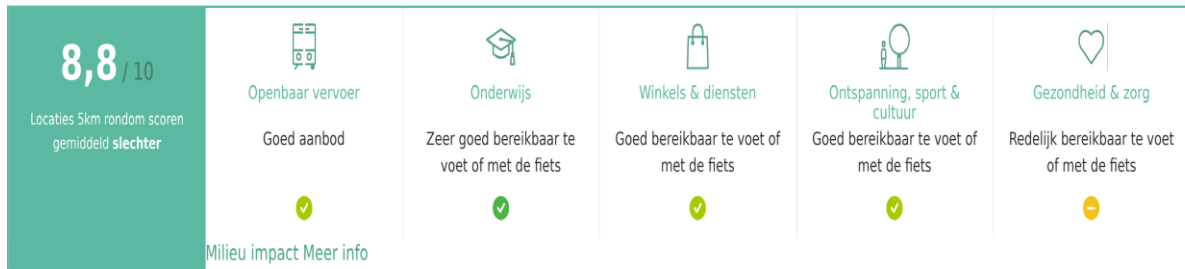 8,8 / 10
Locaties 5km rondom scoren
gemiddeld slechter
Openbaar vervoer
Goed aanbod
Onderwijs
Zeer goed bereikbaar te
voet of met de fiets
Winkels & diensten
Goed bereikbaar te voet of
met de fiets
Ontspanning, sport &
cultuur
Goed bereikbaar te voet of
met de fiets
Gezondheid & zorg
Redelijk bereikbaar te voet
of met de fiets
Milieu impact Meer info